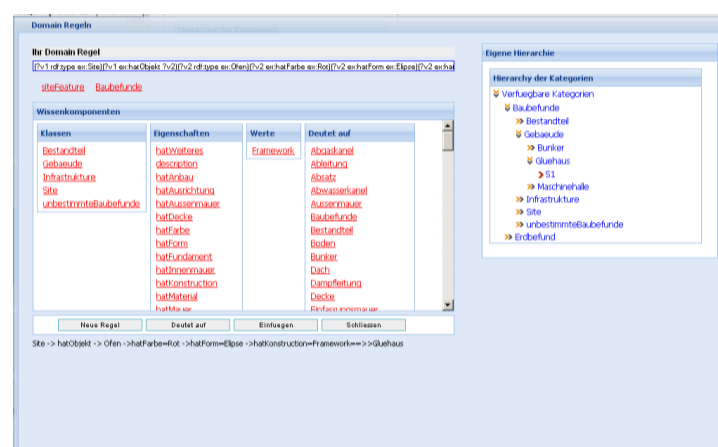 Domain Regeln
Ihr Domain Regel
(?v1 rdf:type ex:Site)(?v1 ex:hatObjekt ?v2)(?v2 rdf:type ex:Ofen)(?v2 ex:hatFarbe ex:Rot)(?v2 ex:hatForm ex:Elipse)(?v2 ex:hal
siteFeature Baubefunde
Wissenkomponenten
Klassen
Bestandteil
Gebaeude
Infrastrukture
Site
unbestimmteBaubefunde
Eigenschaften
hatWeiteres
description
hatAnbau
hatAusrichtung
hatAussenmauer
hatDecke
hatFarbe
hatForm
hatFundament
hatInnenmauer
hatKonstruction
hatMaterial
hatMauer
Werte
Framework
Deutet auf
Abgaskanel
Ableitung
Absatz
Abwasserkanel
Aussenmauer
Baubefunde
Bestandteil
Boden
Bunker
Dach
Dampfleitung
Decke
Einfassungsmauer
Neue Regel Deutet auf Einfuegen Schliessen
Site -> hatObjekt -> Ofen ->hatFarbe=Rot ->hatForm=Elipse ->hatKonstruction=Framework==>>Gluehaus
Eigene Hierarchie
Hierarchy der Kategorien
Verfuegbare Kategorien
Baubefunde
Bestandteil
Gebaeude
Bunker
Gluehaus
S1
Maschinehalle
Infrastrukture
Site
unbestimmteBaubefunde
Erdbefund